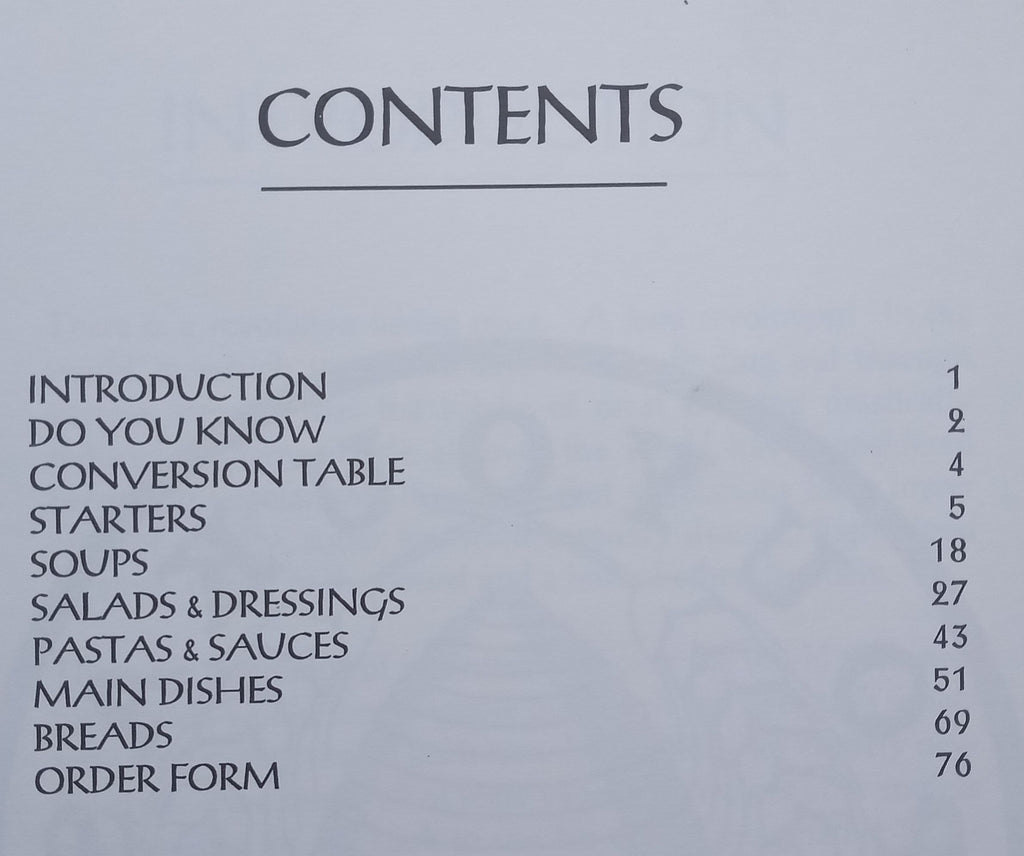 CONTENTS
INTRODUCTION 1
DO YOU KNOW 2
CONVERSION TABLE 4
STARTERS 5
SOUPS 18
SALADS & DRESSINGS 27
PASTAS & SAUCES 43
MAIN DISHES 51
BREADS 69
ORDER FORM 76